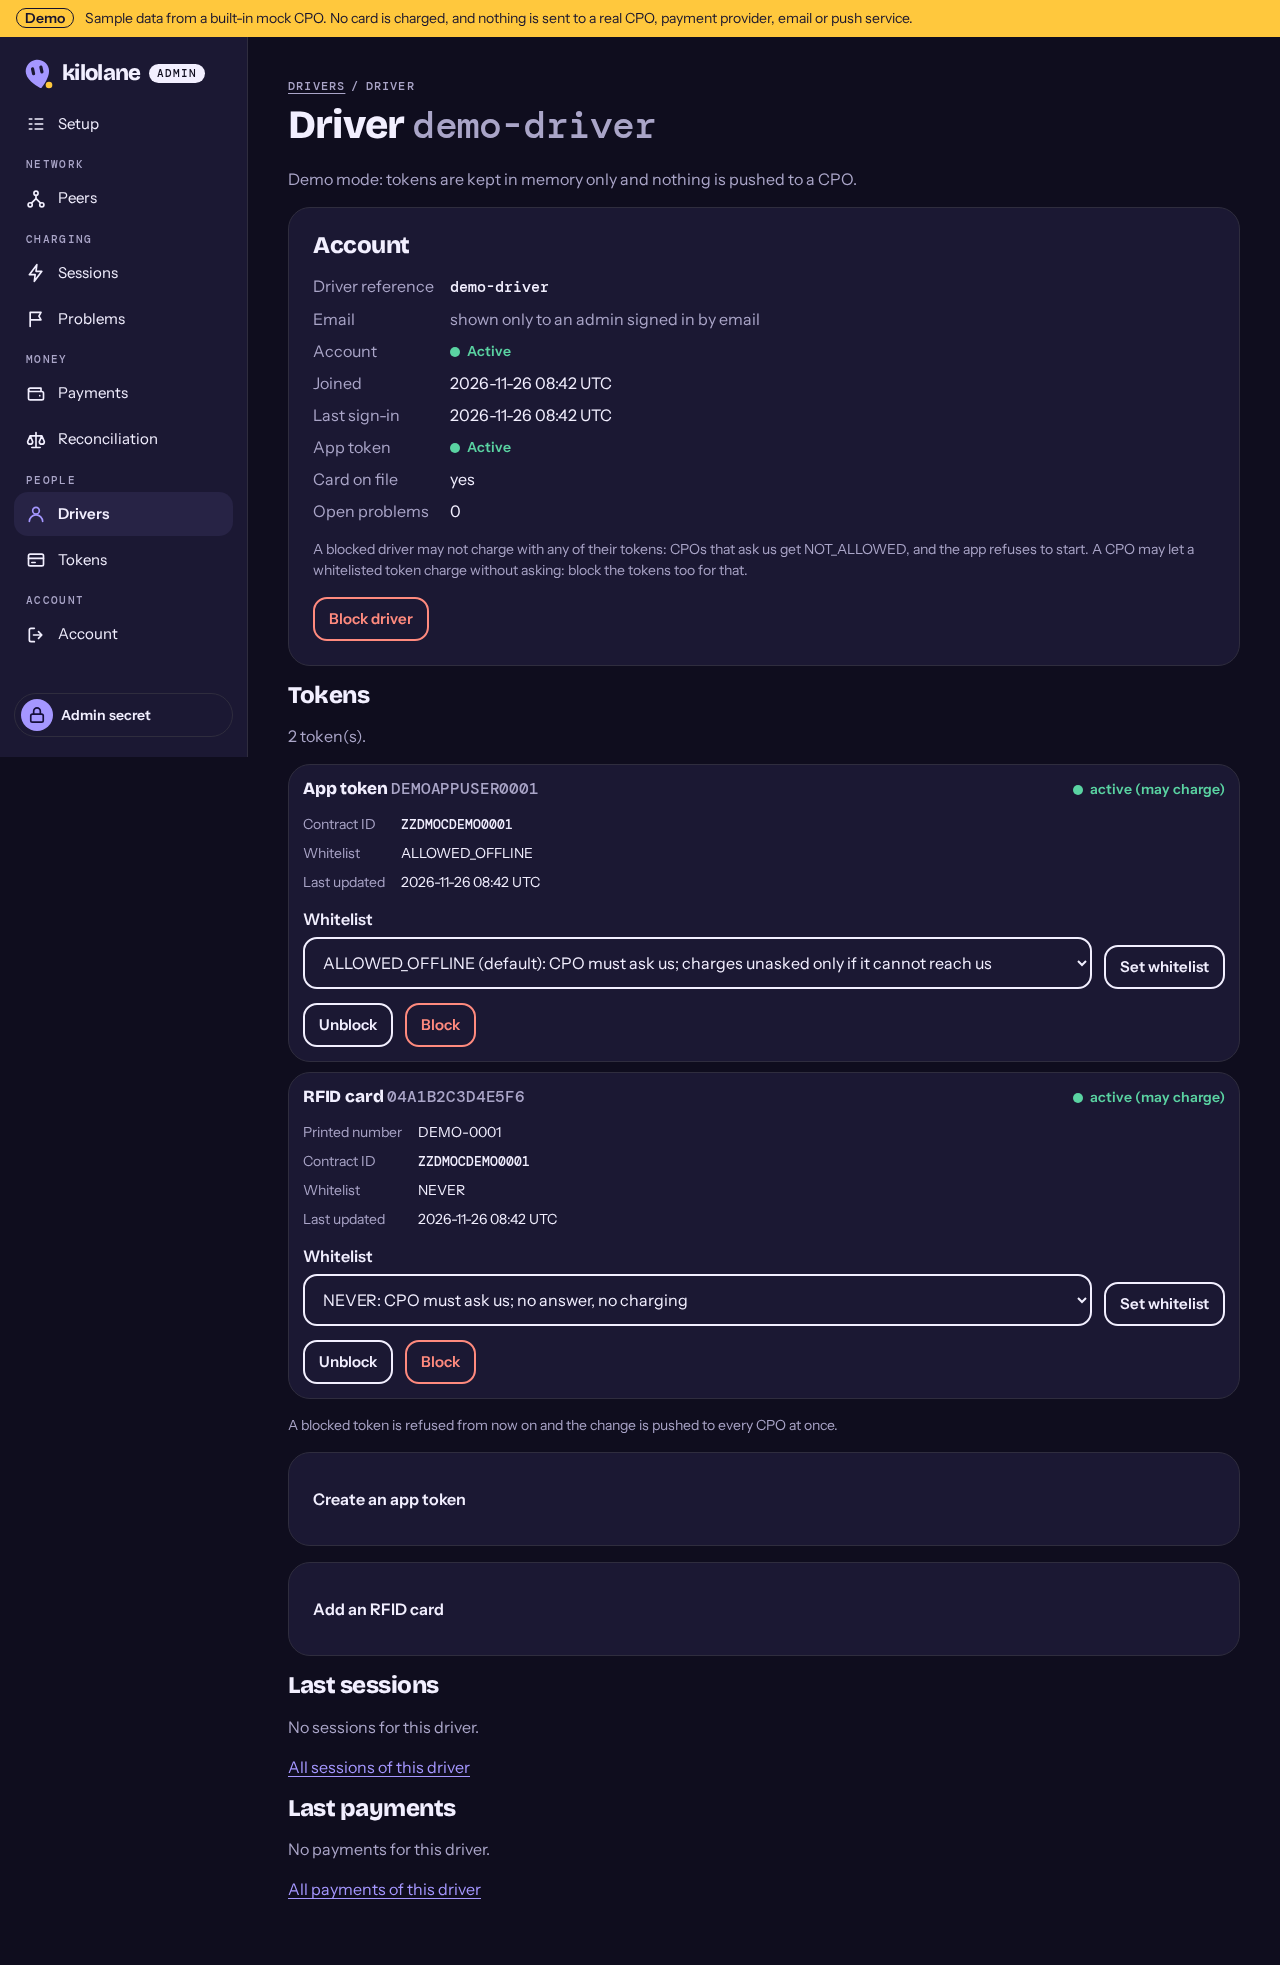 Demo Sample data from a built-in mock CPO. No card is charged, and nothing is sent to a real CPO, payment provider, email or push service.
kilolane ADMIN
Setup
NETWORK
Peers
CHARGING
Sessions
Problems
MONEY
Payments
Reconciliation
PEOPLE
Drivers
Tokens
ACCOUNT
Account
Admin secret
DRIVERS / DRIVER
Driver demo-driver
Demo mode: tokens are kept in memory only and nothing is pushed to a CPO.
Account
Driver reference demo-driver
Email shown only to an admin signed in by email
Account Active
Joined 2026-11-26 08:42 UTC
Last sign-in 2026-11-26 08:42 UTC
App token Active
Card on file yes
Open problems 0
A blocked driver may not charge with any of their tokens: CPOs that ask us get NOT_ALLOWED, and the app refuses to start. A CPO may let a
whitelisted token charge without asking: block the tokens too for that.
Block driver
Tokens
2 token(s).
App token DEMOAPPUSER0001 active (may charge)
Contract ID ZZDMOCDEMO0001
Whitelist ALLOWED_OFFLINE
Last updated 2026-11-26 08:42 UTC
Whitelist
ALLOWED_OFFLINE (default): CPO must ask us; charges unasked only if it cannot reach us Set whitelist
Unblock Block
RFID card 04A1B2C3D4E5F6 active (may charge)
Printed number DEMO-0001
Contract ID ZZDMOCDEMO0001
Whitelist NEVER
Last updated 2026-11-26 08:42 UTC
Whitelist
NEVER: CPO must ask us; no answer, no charging Set whitelist
Unblock Block
A blocked token is refused from now on and the change is pushed to every CPO at once.
Create an app token
Add an RFID card
Last sessions
No sessions for this driver.
All sessions of this driver
Last payments
No payments for this driver.
All payments of this driver